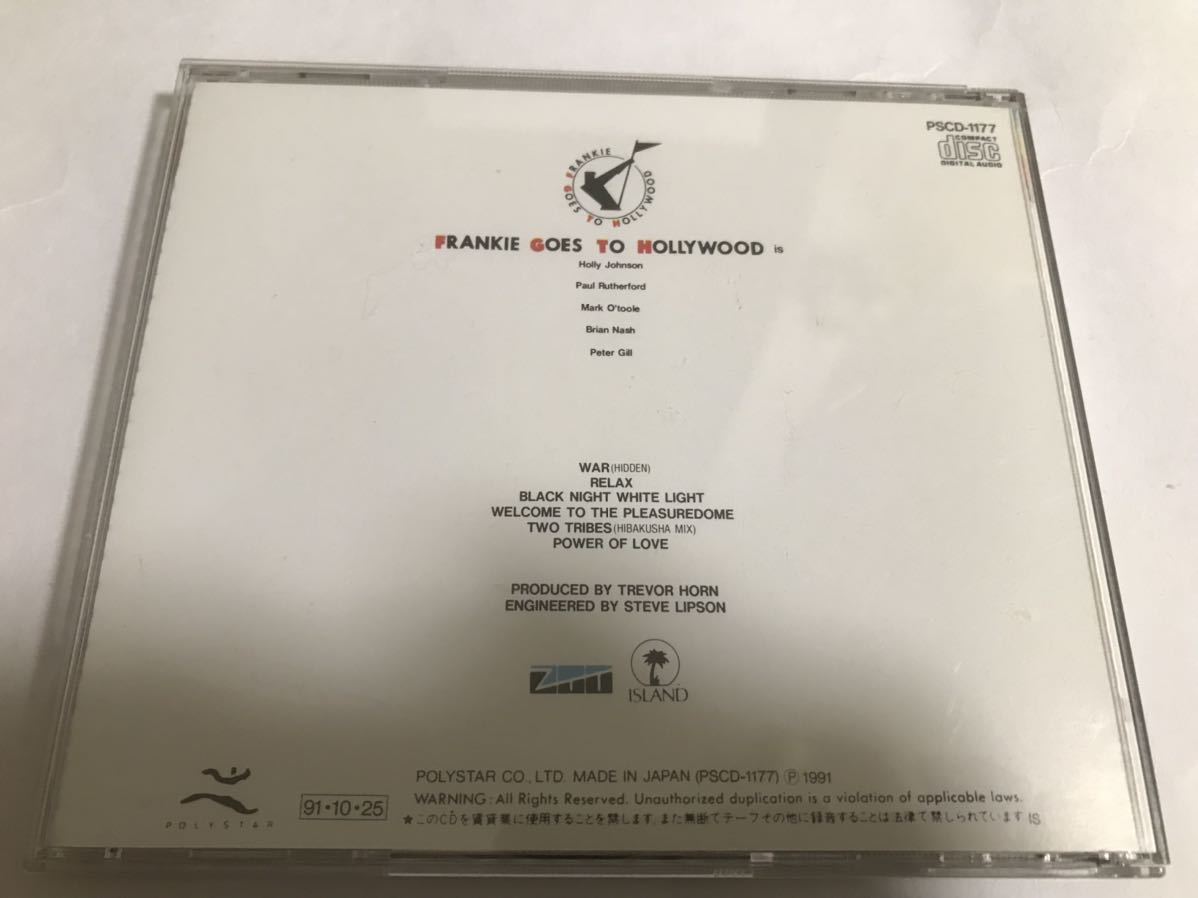 PSCD-1177
COMPACT
disc
DIGITAL AUDIO
FRANKIE GOES TO HOLLYWOOD
FRANKIE GOES TO HOLLYWOOD is
Holly Johnson
Paul Rutherford
Mark O'toole
Brian Nash
Peter Gill
WAR (HIDDEN)
RELAX
BLACK NIGHT WHITE LIGHT
WELCOME TO THE PLEASUREDOME
TWO TRIBES (HIBAKUSHA MIX)
POWER OF LOVE
PRODUCED BY TREVOR HORN
ENGINEERED BY STEVE LIPSON
ZTT
ISLAND
POLYSTAR CO., LTD. MADE IN JAPAN (PSCD-1177) Ⓟ 1991
POLYSTAR
91・10・25
WARNING: All Rights Reserved. Unauthorized duplication is a violation of applicable laws.
★このCDを賃貸業に使用することを禁じます。また無断でテープその他に録音することは法律で禁じられています IS